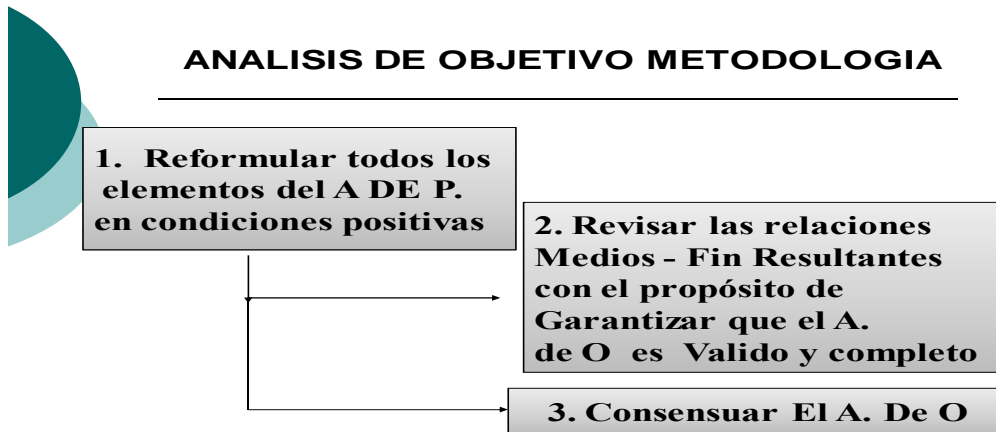 ANALISIS DE OBJETIVO METODOLOGIA
1. Reformular todos los
elementos del A DE P.
en condiciones positivas
2. Revisar las relaciones
Medios - Fin Resultantes
con el propósito de
Garantizar que el A.
de O es Valido y completo
3. Consensuar El A. De O